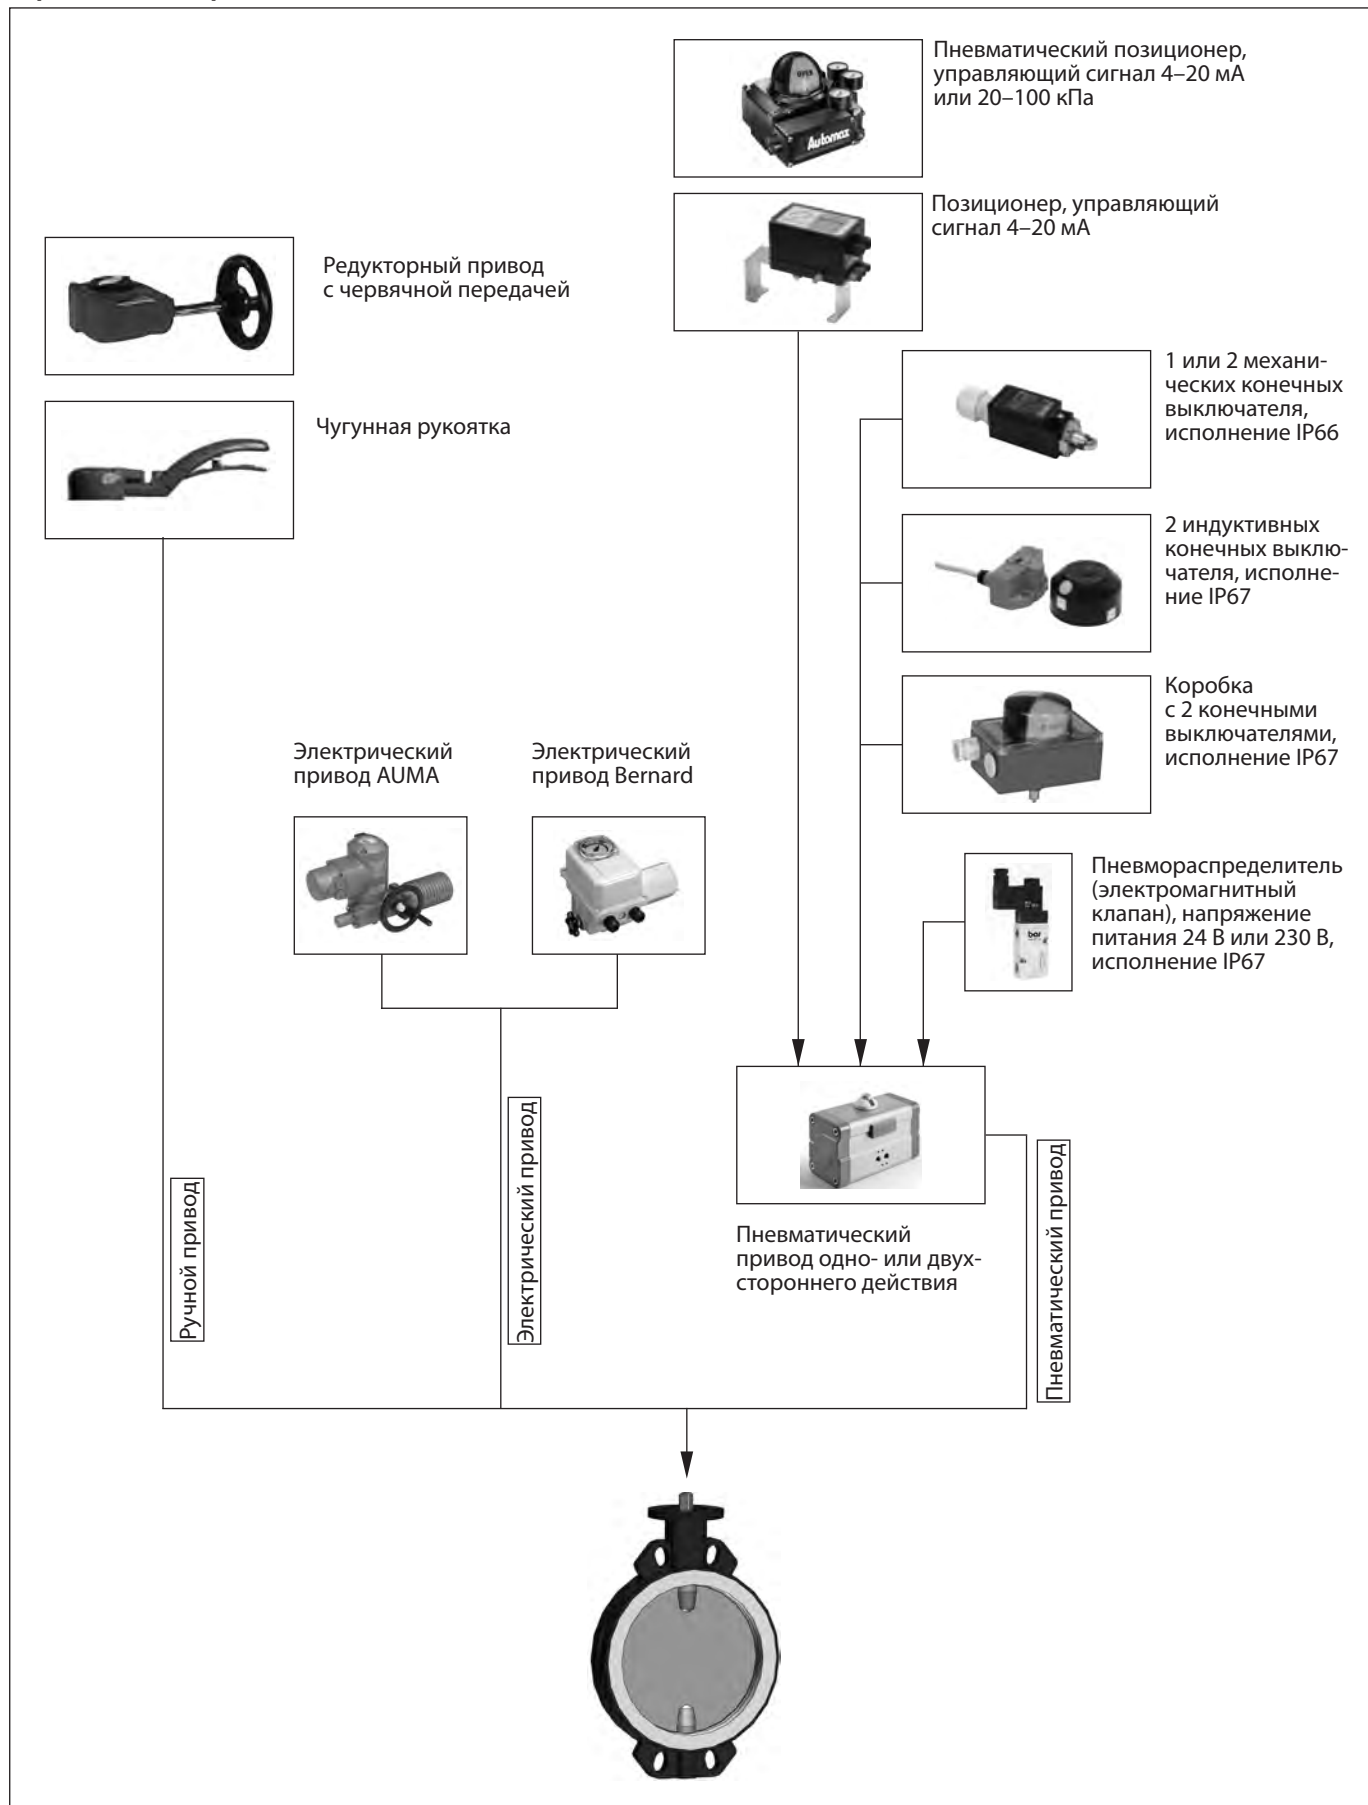 Пневматический позиционер,
управляющий сигнал 4–20 мА
или 20–100 кПа
OPEN
Automax
Позиционер, управляющий
сигнал 4–20 мА
Редукторный привод
с червячной передачей
Чугунная рукоятка
1 или 2 механи-
ческих конечных
выключателя,
исполнение IP66
2 индуктивных
конечных выклю-
чателя, исполне-
ние IP67
Коробка
с 2 конечными
выключателями,
исполнение IP67
Электрический
привод AUMA
Электрический
привод Bernard
Пневмораспределитель
(электромагнитный
клапан), напряжение
питания 24 В или 230 В,
исполнение IP67
bar
Ручной привод
Электрический привод
Пневматический привод
Пневматический
привод одно- или двух-
стороннего действия